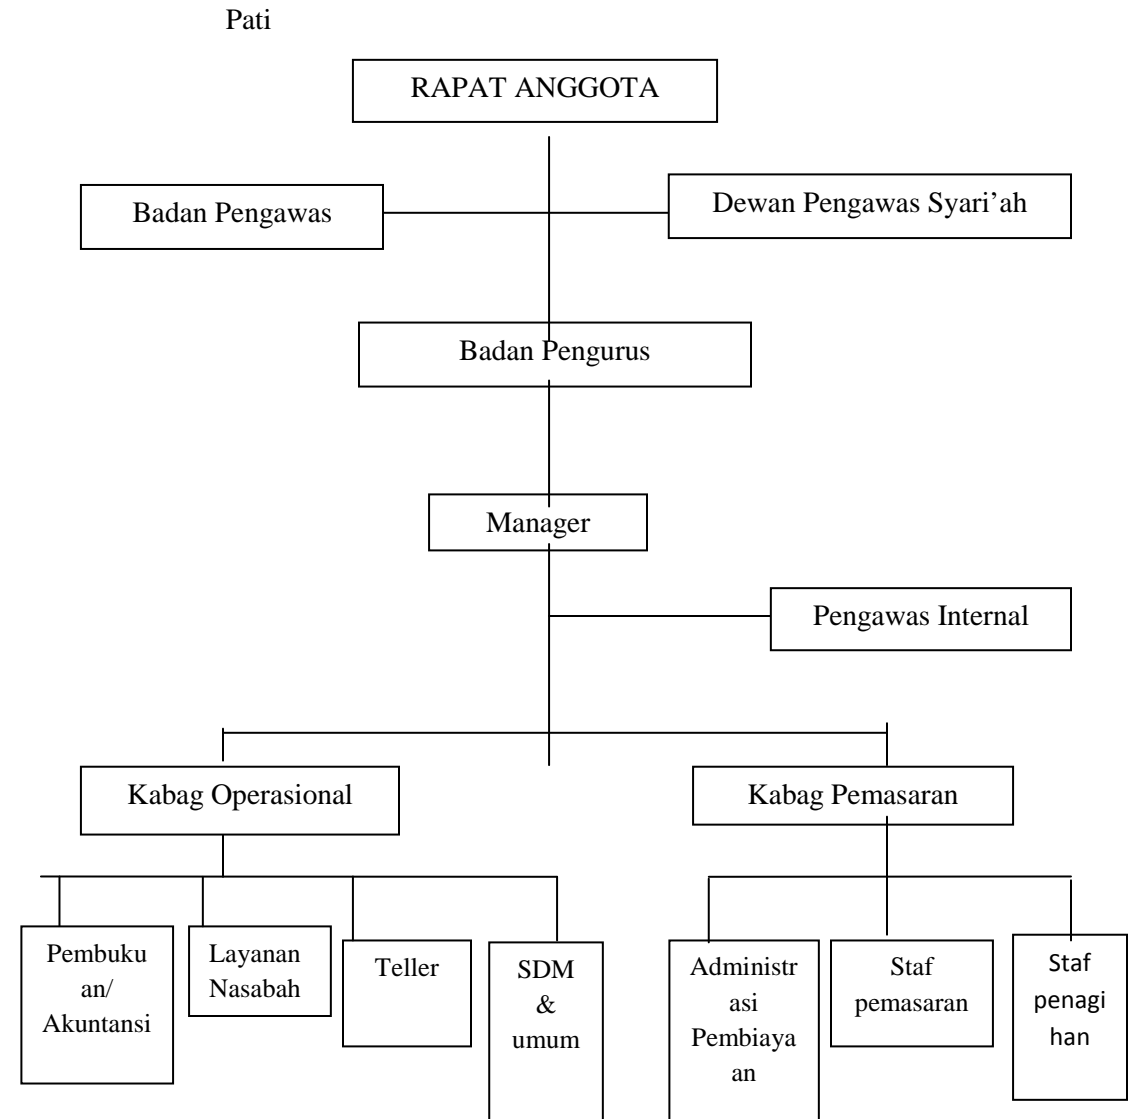 Pati
RAPAT ANGGOTA
Badan Pengawas
Dewan Pengawas Syari’ah
Badan Pengurus
Manager
Pengawas Internal
Kabag Operasional
Kabag Pemasaran
Pembuku
an/
Akuntansi
Layanan
Nasabah
Teller
SDM
&
umum
Administr
asi
Pembiaya
an
Staf
pemasaran
Staf
penagi
han